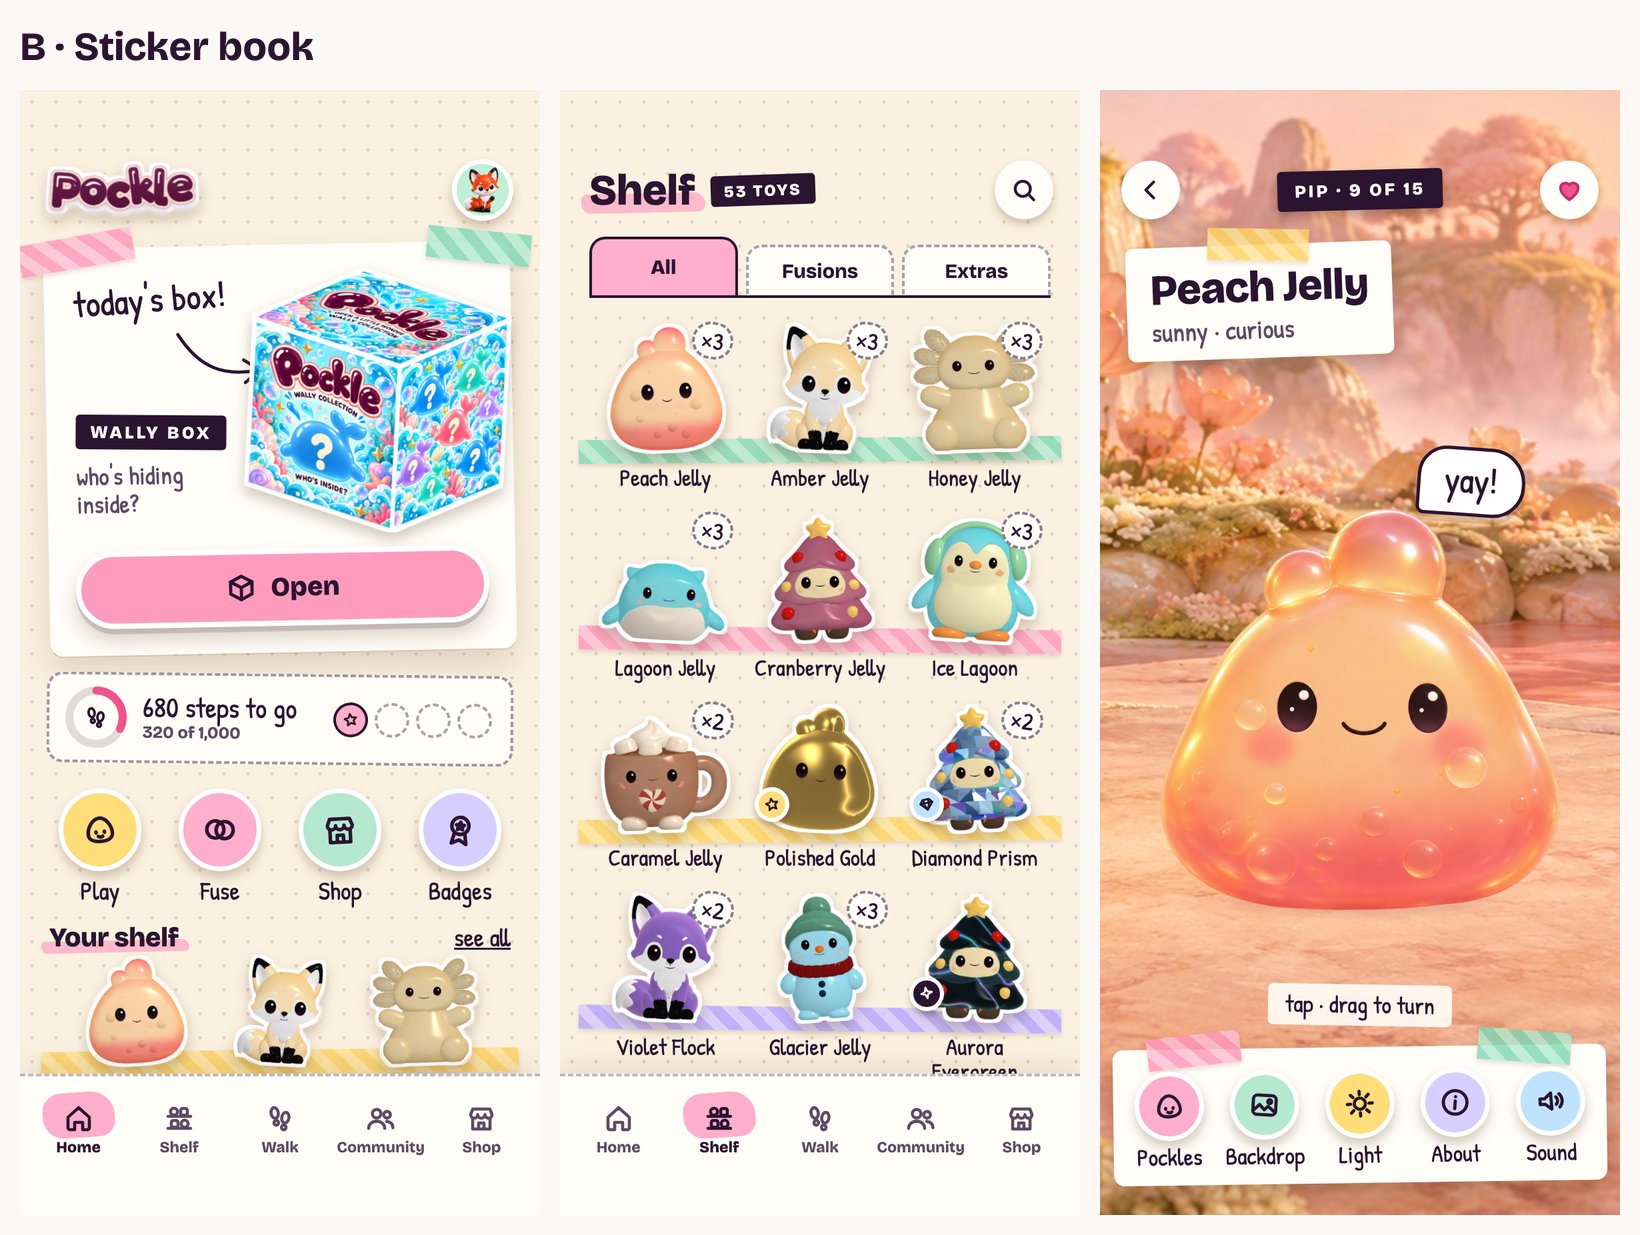 B · Sticker book
Pockle
today's box!
Pockle
Pockle
WALLY COLLECTION
WHO'S INSIDE?
WALLY BOX
who's hiding
inside?
Open
680 steps to go
320 of 1,000
Play
Fuse
Shop
Badges
Your shelf
see all
Home
Shelf
Walk
Community
Shop
Shelf
53 TOYS
All
Fusions
Extras
×3
×3
×3
Peach Jelly
Amber Jelly
Honey Jelly
×3
×3
Lagoon Jelly
Cranberry Jelly
Ice Lagoon
×2
×2
Caramel Jelly
Polished Gold
Diamond Prism
×2
×3
Violet Flock
Glacier Jelly
Aurora
Evergreen
Home
Shelf
Walk
Community
Shop
PIP · 9 OF 15
Peach Jelly
sunny · curious
yay!
tap · drag to turn
Pockles
Backdrop
Light
About
Sound